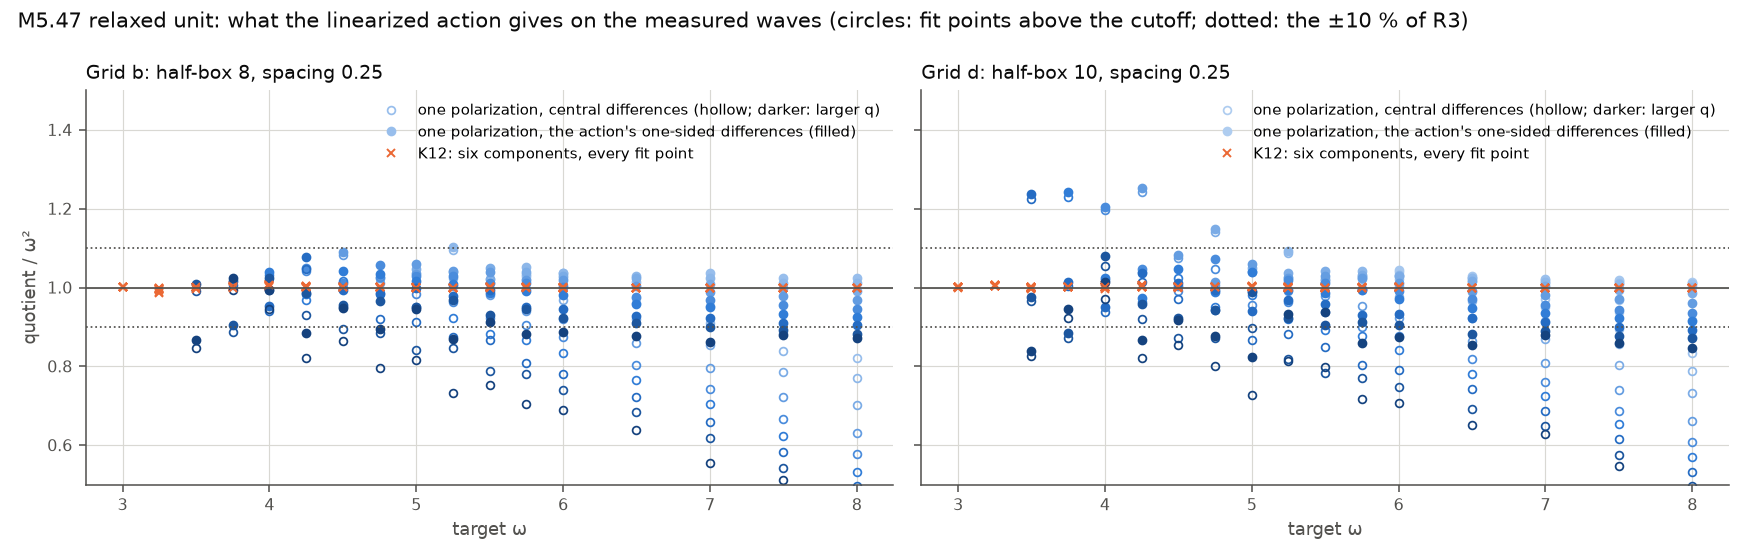 M5.47 relaxed unit: what the linearized action gives on the measured waves (circles: fit points above the cutoff; dotted: the ±10 % of R3)
Grid b: half-box 8, spacing 0.25
one polarization, central differences (hollow; darker: larger q)
one polarization, the action's one-sided differences (filled)
K12: six components, every fit point
1.4
1.2
1.0
0.8
0.6
quotient / ω²
3 4 5 6 7 8
target ω
Grid d: half-box 10, spacing 0.25
one polarization, central differences (hollow; darker: larger q)
one polarization, the action's one-sided differences (filled)
K12: six components, every fit point
3 4 5 6 7 8
target ω